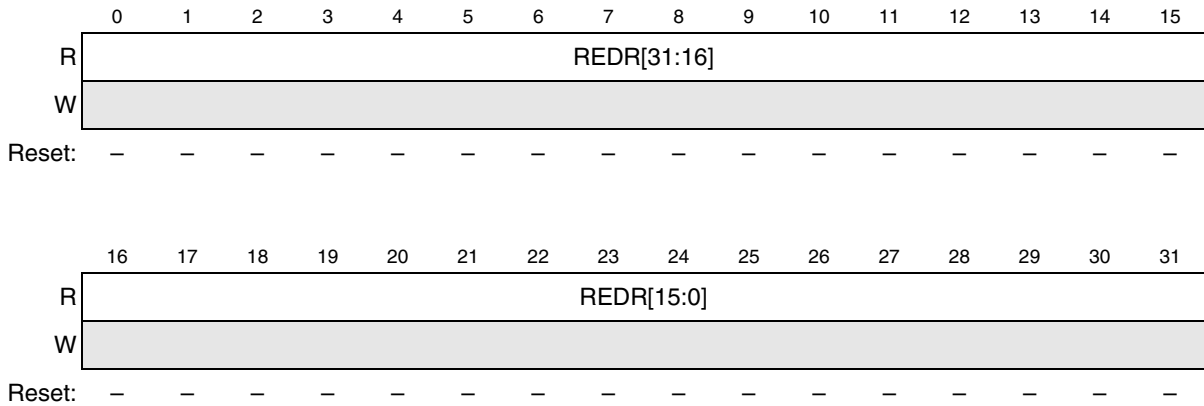 0 1 2 3 4 5 6 7 8 9 10 11 12 13 14 15
R REDR[31:16]
W
Reset: – – – – – – – – – – – – – – – –
16 17 18 19 20 21 22 23 24 25 26 27 28 29 30 31
R REDR[15:0]
W
Reset: – – – – – – – – – – – – – – – –